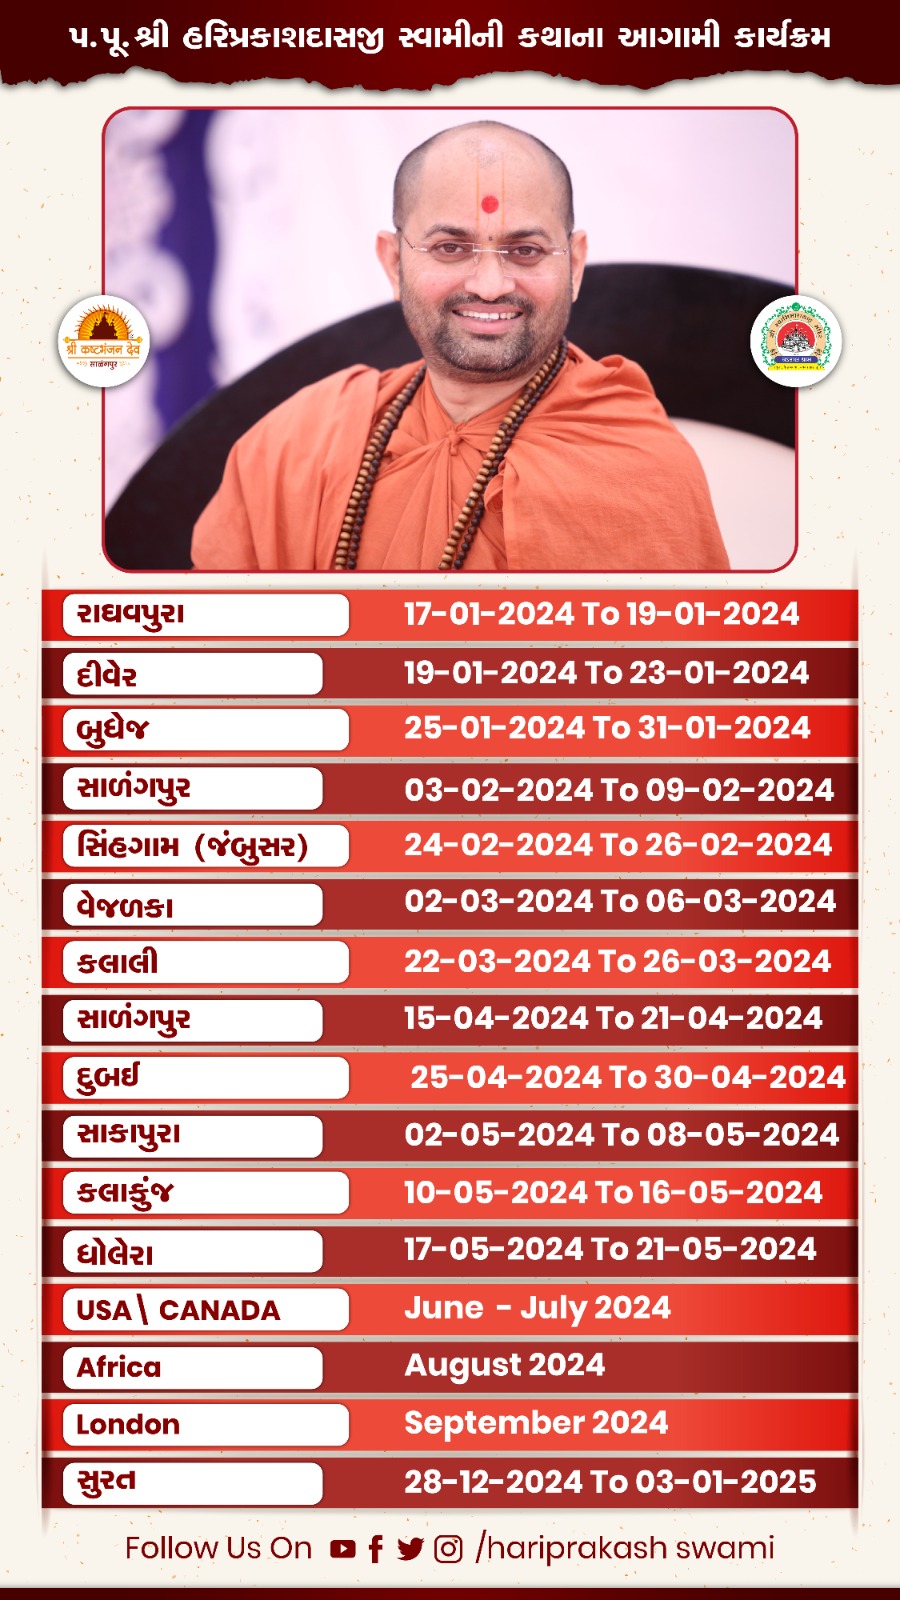 પ.પૂ.શ્રી હરિપ્રકાશદાસજી સ્વામીની કથાના આગામી કાર્યક્રમ
श्री कष्टभंजन देव
साळंगपुर
રાઘવપુરા 17-01-2024 To 19-01-2024
દીવેર 19-01-2024 To 23-01-2024
બુધેજ 25-01-2024 To 31-01-2024
સાળંગપુર 03-02-2024 To 09-02-2024
સિંહગામ (જંબુસર) 24-02-2024 To 26-02-2024
વેજળકા 02-03-2024 To 06-03-2024
કલાલી 22-03-2024 To 26-03-2024
સાળંગપુર 15-04-2024 To 21-04-2024
દુબઈ 25-04-2024 To 30-04-2024
સાકાપુરા 02-05-2024 To 08-05-2024
કલાકુંજ 10-05-2024 To 16-05-2024
ધોલેરા 17-05-2024 To 21-05-2024
USA\ CANADA June - July 2024
Africa August 2024
London September 2024
સુરત 28-12-2024 To 03-01-2025
Follow Us On /hariprakash swami